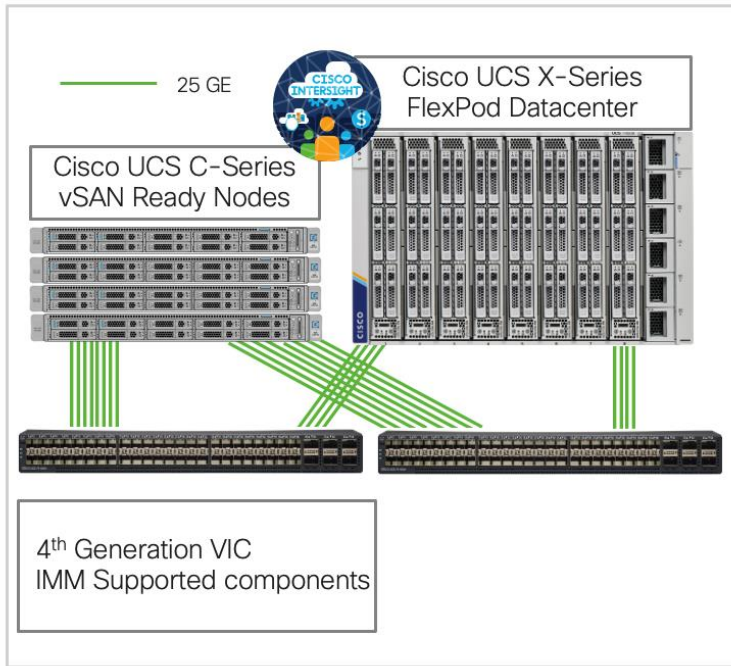 25 GE
CISCO
INTERSIGHT
$
Cisco UCS X-Series
FlexPod Datacenter
Cisco UCS C-Series
vSAN Ready Nodes
CISCO
4th Generation VIC
IMM Supported components